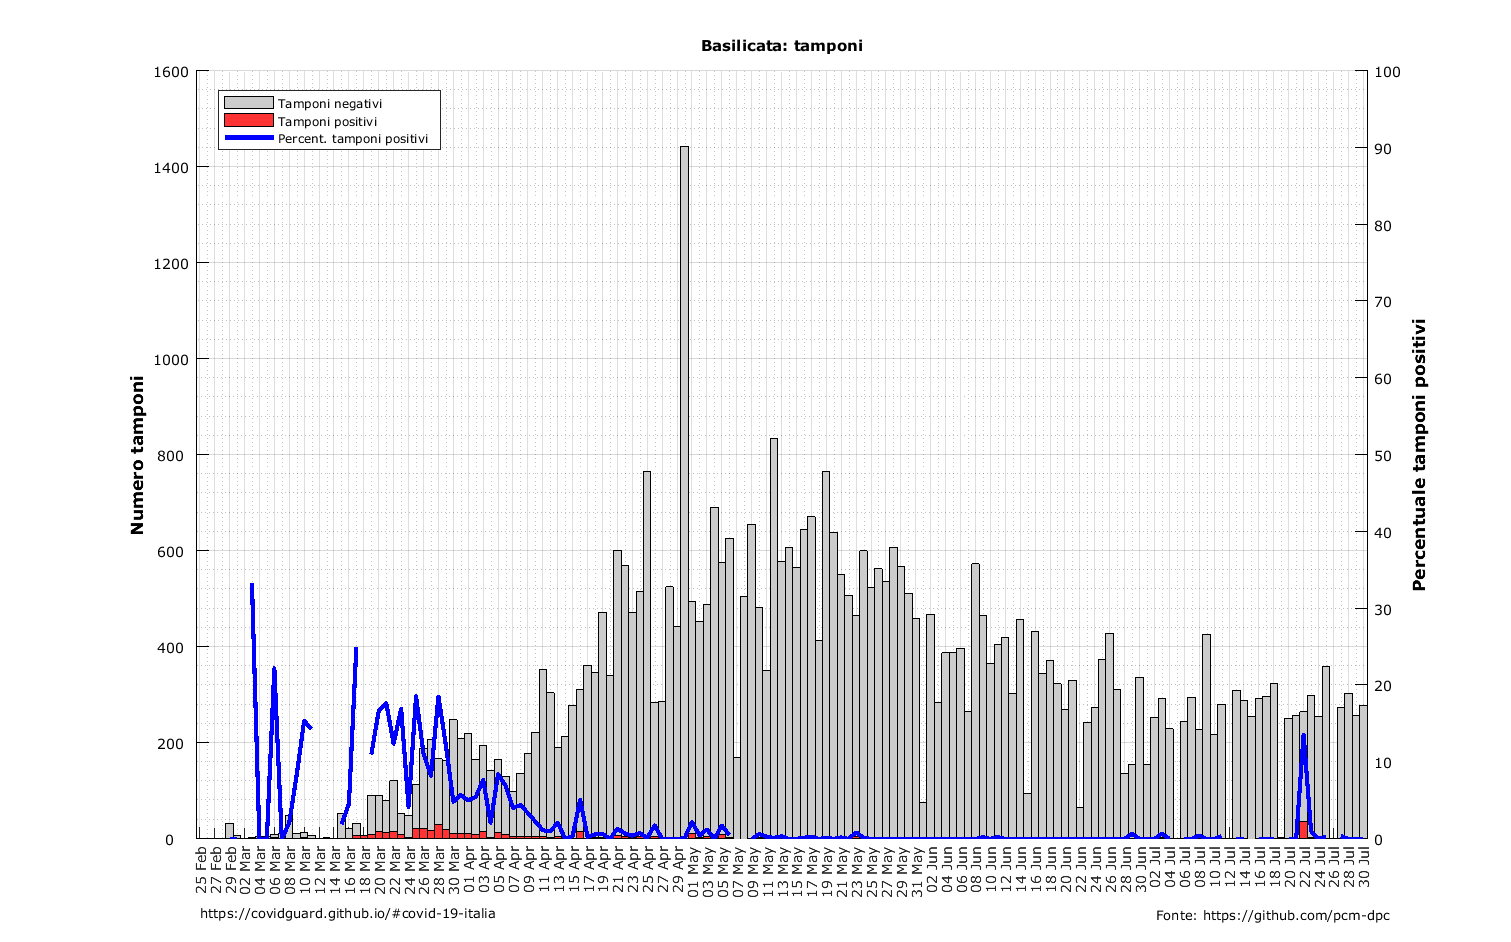 Basilicata: tamponi
1600
1400
1200
1000
800
600
400
200
0
100
90
80
70
60
50
40
30
20
10
0
Tamponi negativi
Tamponi positivi
Percent. tamponi positivi
Numero tamponi
Percentuale tamponi positivi
25 Feb
27 Feb
29 Feb
02 Mar
04 Mar
06 Mar
08 Mar
10 Mar
12 Mar
14 Mar
16 Mar
18 Mar
20 Mar
22 Mar
24 Mar
26 Mar
28 Mar
30 Mar
01 Apr
03 Apr
05 Apr
07 Apr
09 Apr
11 Apr
13 Apr
15 Apr
17 Apr
19 Apr
21 Apr
23 Apr
25 Apr
27 Apr
29 Apr
01 May
03 May
05 May
07 May
09 May
11 May
13 May
15 May
17 May
19 May
21 May
23 May
25 May
27 May
29 May
31 May
02 Jun
04 Jun
06 Jun
08 Jun
10 Jun
12 Jun
14 Jun
16 Jun
18 Jun
20 Jun
22 Jun
24 Jun
26 Jun
28 Jun
30 Jun
02 Jul
04 Jul
06 Jul
08 Jul
10 Jul
12 Jul
14 Jul
16 Jul
18 Jul
20 Jul
22 Jul
24 Jul
26 Jul
28 Jul
30 Jul
https://covidguard.github.io/#covid-19-italia
Fonte: https://github.com/pcm-dpc